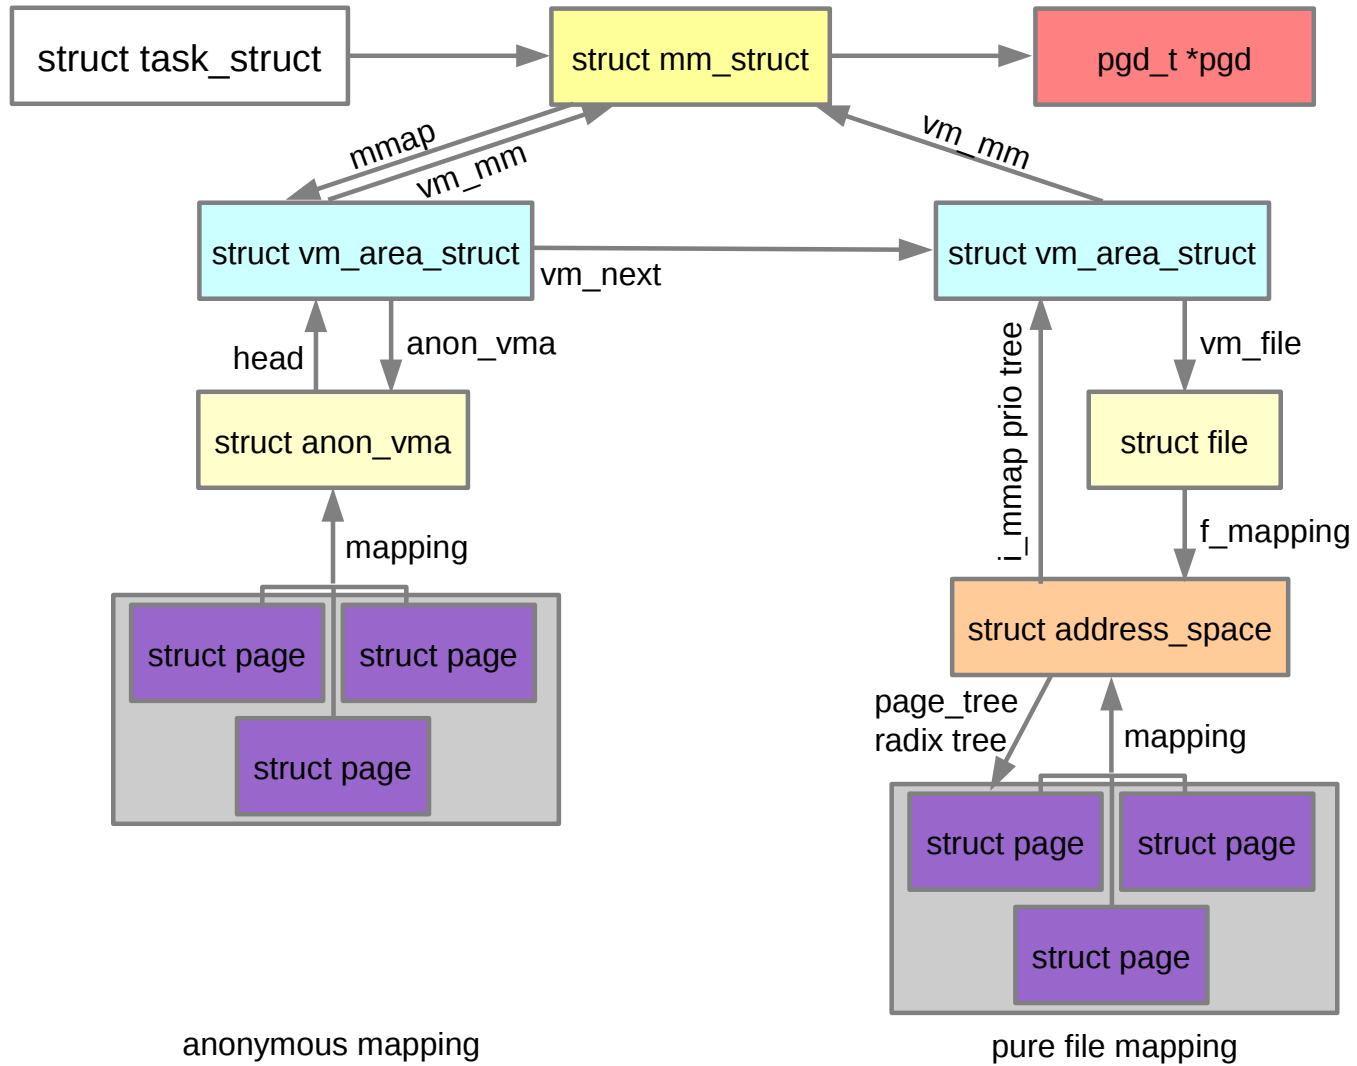 struct task_struct
struct mm_struct
pgd_t *pgd
mmap
vm_mm
vm_mm
struct vm_area_struct
vm_next
struct vm_area_struct
head
anon_vma
i_mmap prio tree
vm_file
struct anon_vma
struct file
mapping
f_mapping
struct page
struct page
struct page
struct address_space
page_tree
radix tree
mapping
struct page
struct page
struct page
anonymous mapping
pure file mapping